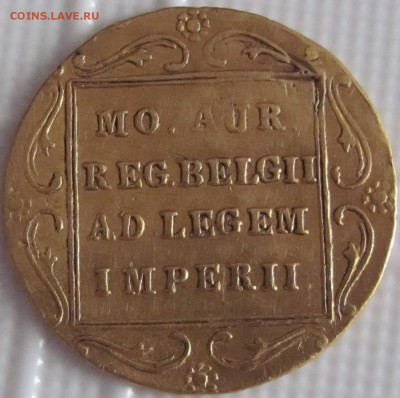 COINS.LAVE.RU
MO. AUR.
REG.BELGII
AD LEGEM
IMPERII.